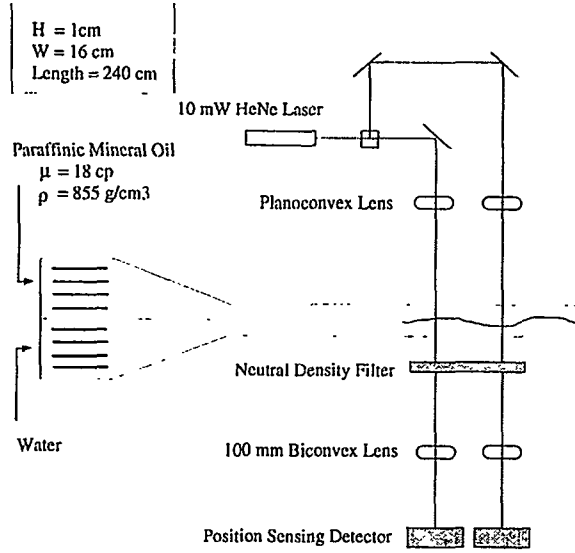 H = 1cm
W = 16 cm
Length = 240 cm
10 mW HeNe Laser
Paraffinic Mineral Oil
μ = 18 cp
ρ = 855 g/cm3
Planoconvex Lens
Neutral Density Filter
Water
100 mm Biconvex Lens
Position Sensing Detector